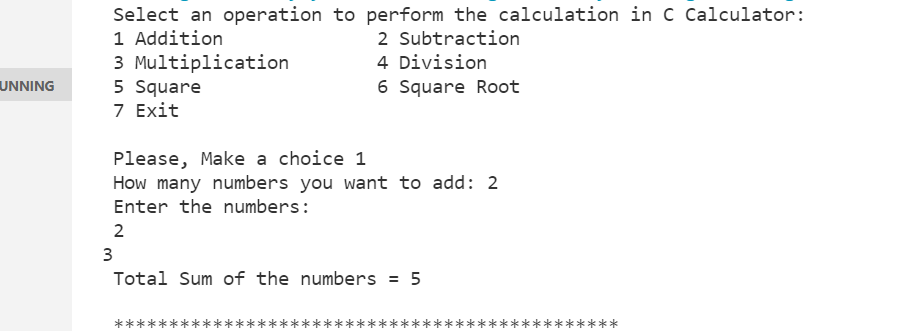 Select an operation to perform the calculation in C Calculator:
1 Addition 2 Subtraction
3 Multiplication 4 Division
UNNING
5 Square 6 Square Root
7 Exit
Please, Make a choice 1
How many numbers you want to add: 2
Enter the numbers:
2
3
Total Sum of the numbers = 5
**********************************************